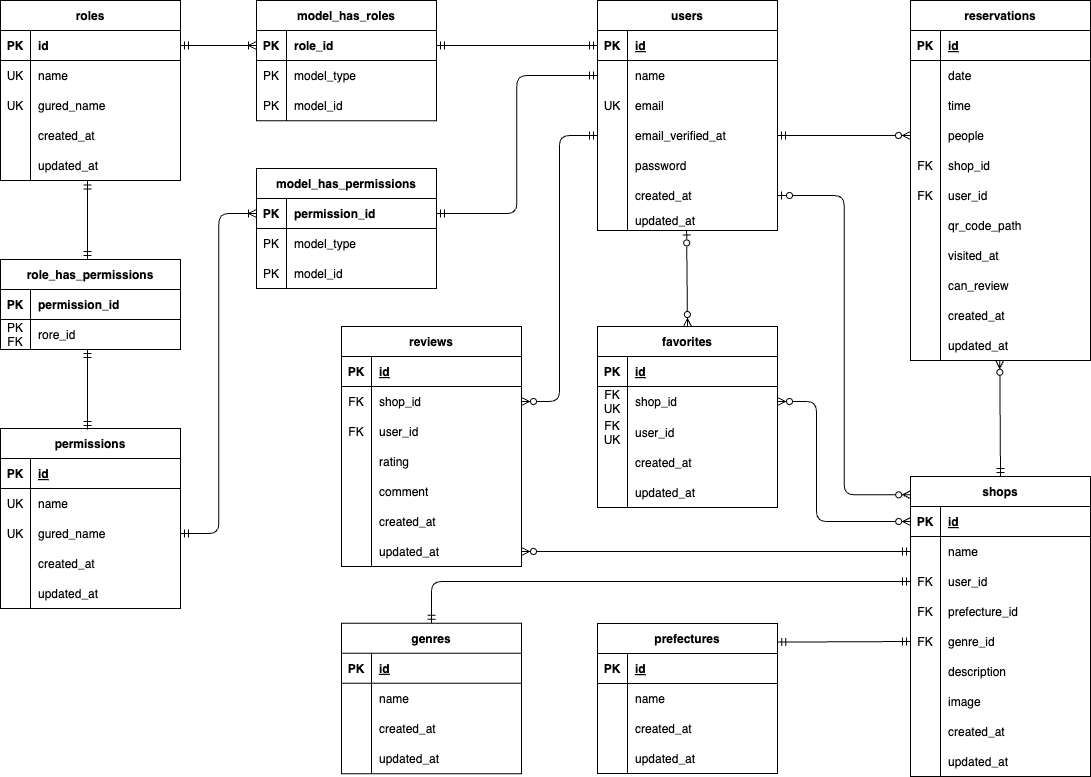 roles
PK id
UK name
UK gured_name
created_at
updated_at
model_has_roles
PK role_id
PK model_type
PK model_id
users
PK id
name
UK email
email_verified_at
password
created_at
updated_at
reservations
PK id
date
time
people
FK shop_id
FK user_id
qr_code_path
visited_at
can_review
created_at
updated_at
model_has_permissions
PK permission_id
PK model_type
PK model_id
role_has_permissions
PK permission_id
PK
FK rore_id
permissions
PK id
UK name
UK gured_name
created_at
updated_at
reviews
PK id
FK shop_id
FK user_id
rating
comment
created_at
updated_at
favorites
PK id
FK
UK shop_id
FK
UK user_id
created_at
updated_at
shops
PK id
name
FK user_id
FK prefecture_id
FK genre_id
description
image
created_at
updated_at
genres
PK id
name
created_at
updated_at
prefectures
PK id
name
created_at
updated_at